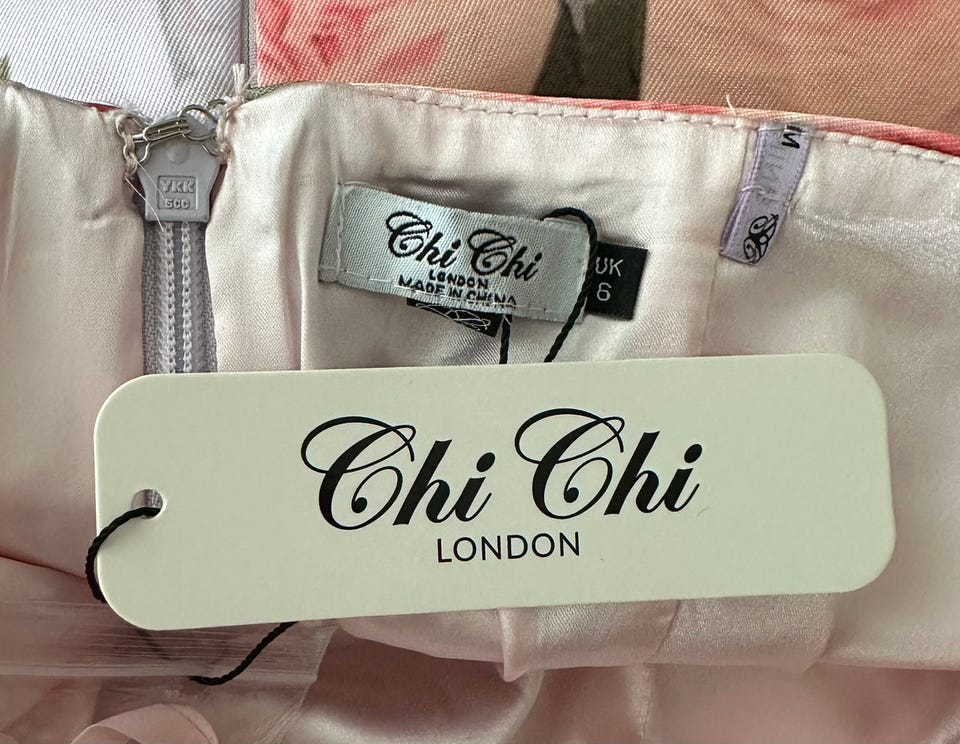 YKK
5CC
Chi Chi
LONDON
MADE IN CHINA
UK
6
Chi Chi
LONDON